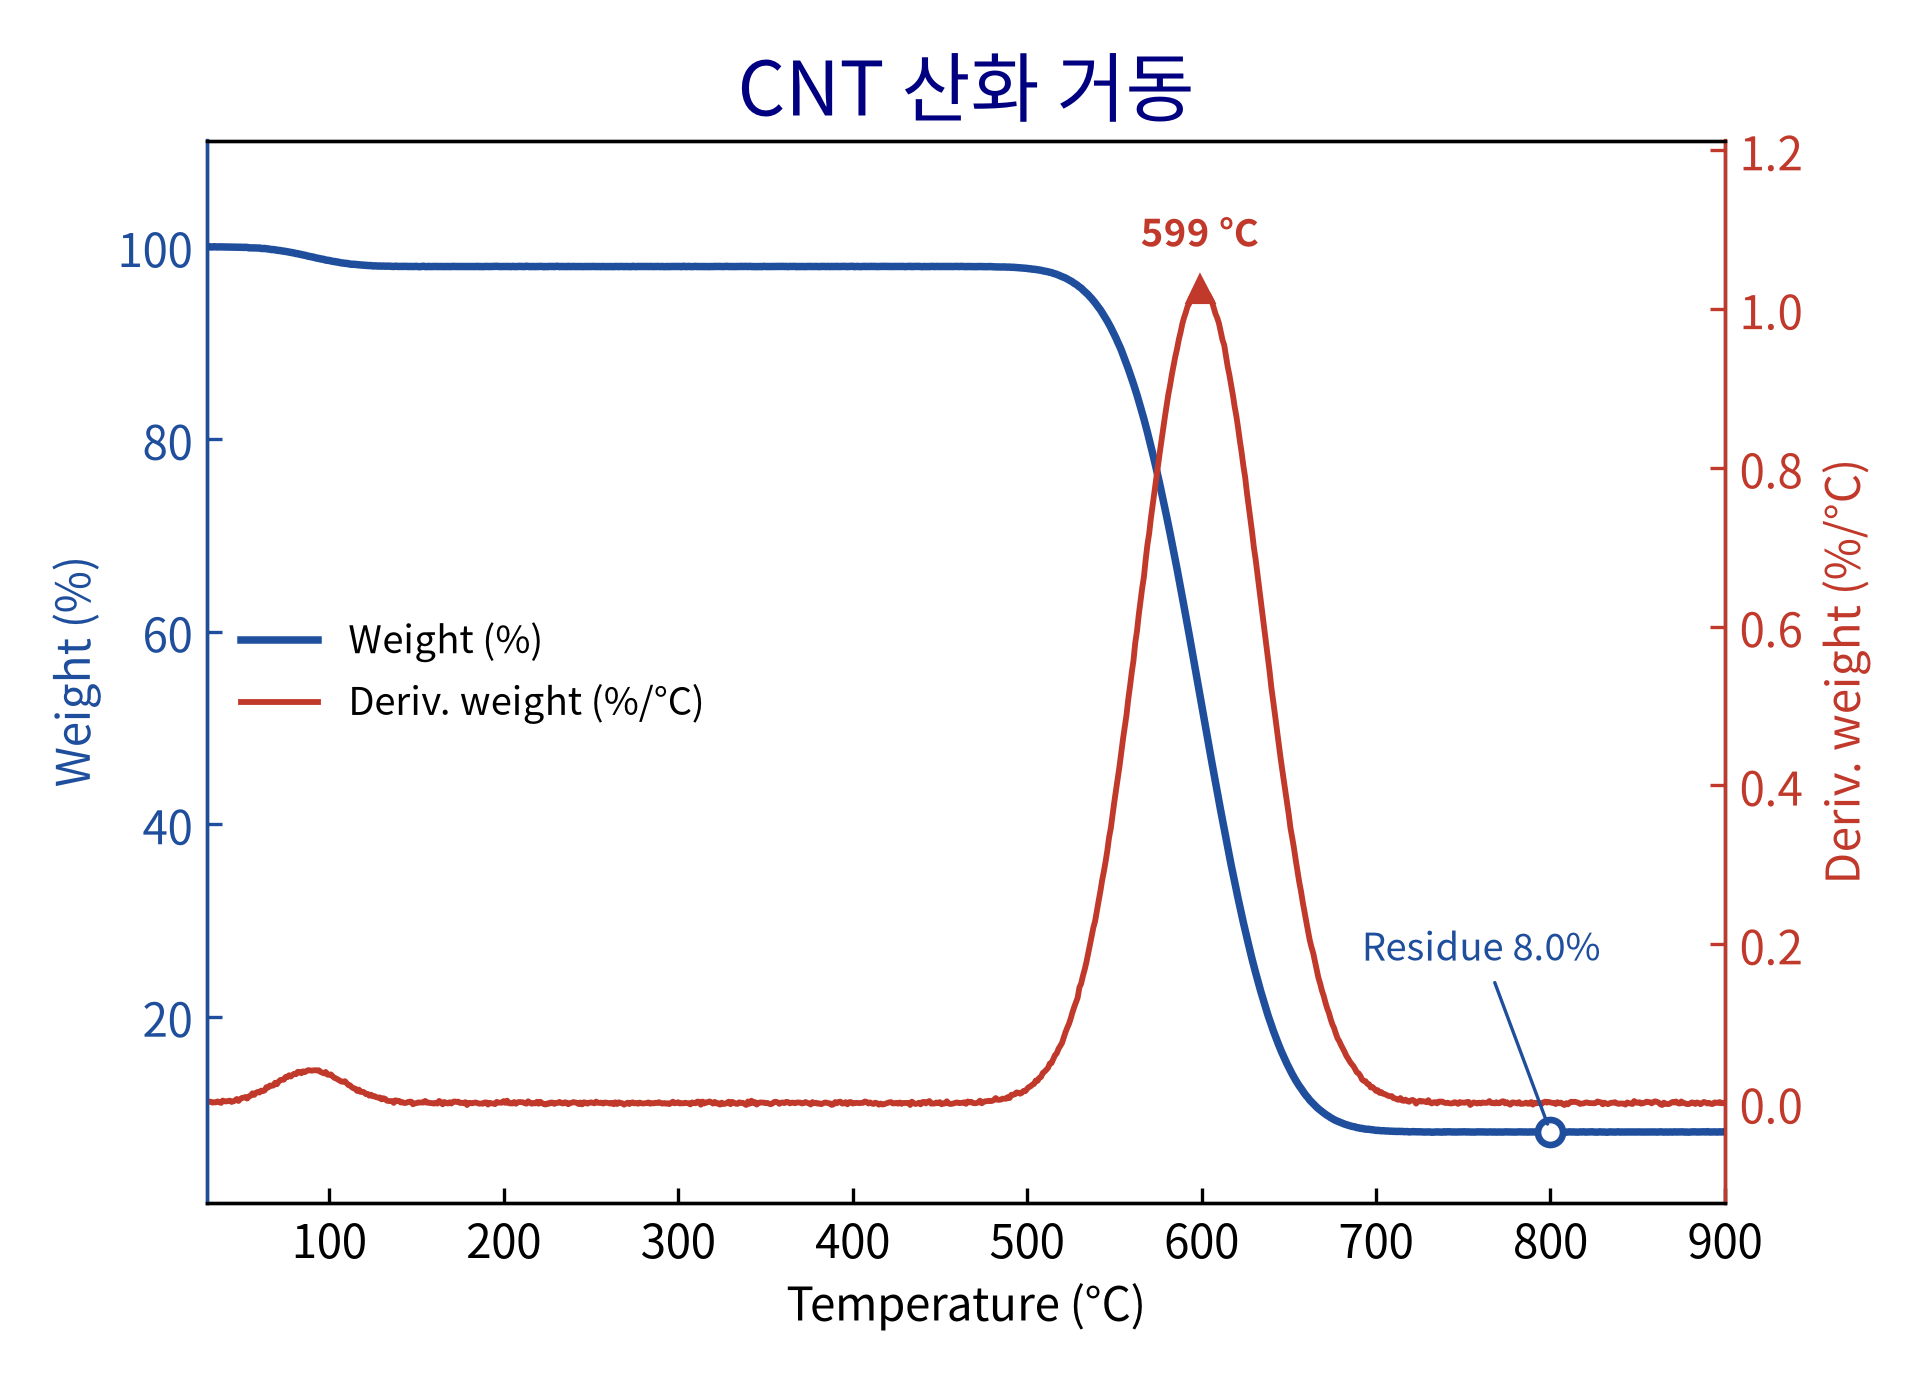 CNT 산화 거동
599 °C
Weight (%)
Deriv. weight (%/°C)
Residue 8.0%
100
80
60
40
20
Weight (%)
1.2
1.0
0.8
0.6
0.4
0.2
0.0
Deriv. weight (%/°C)
100 200 300 400 500 600 700 800 900
Temperature (°C)